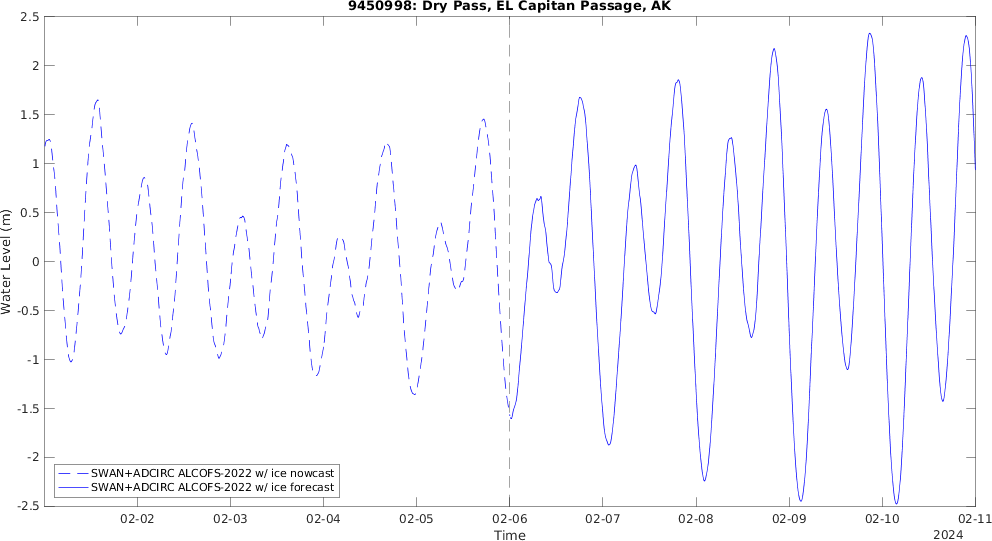 9450998: Dry Pass, EL Capitan Passage, AK
2.5
2
1.5
1
0.5
0
-0.5
-1
-1.5
-2
-2.5
Water Level (m)
SWAN+ADCIRC ALCOFS-2022 w/ ice nowcast
SWAN+ADCIRC ALCOFS-2022 w/ ice forecast
02-02 02-03 02-04 02-05 02-06 02-07 02-08 02-09 02-10 02-11
Time
2024